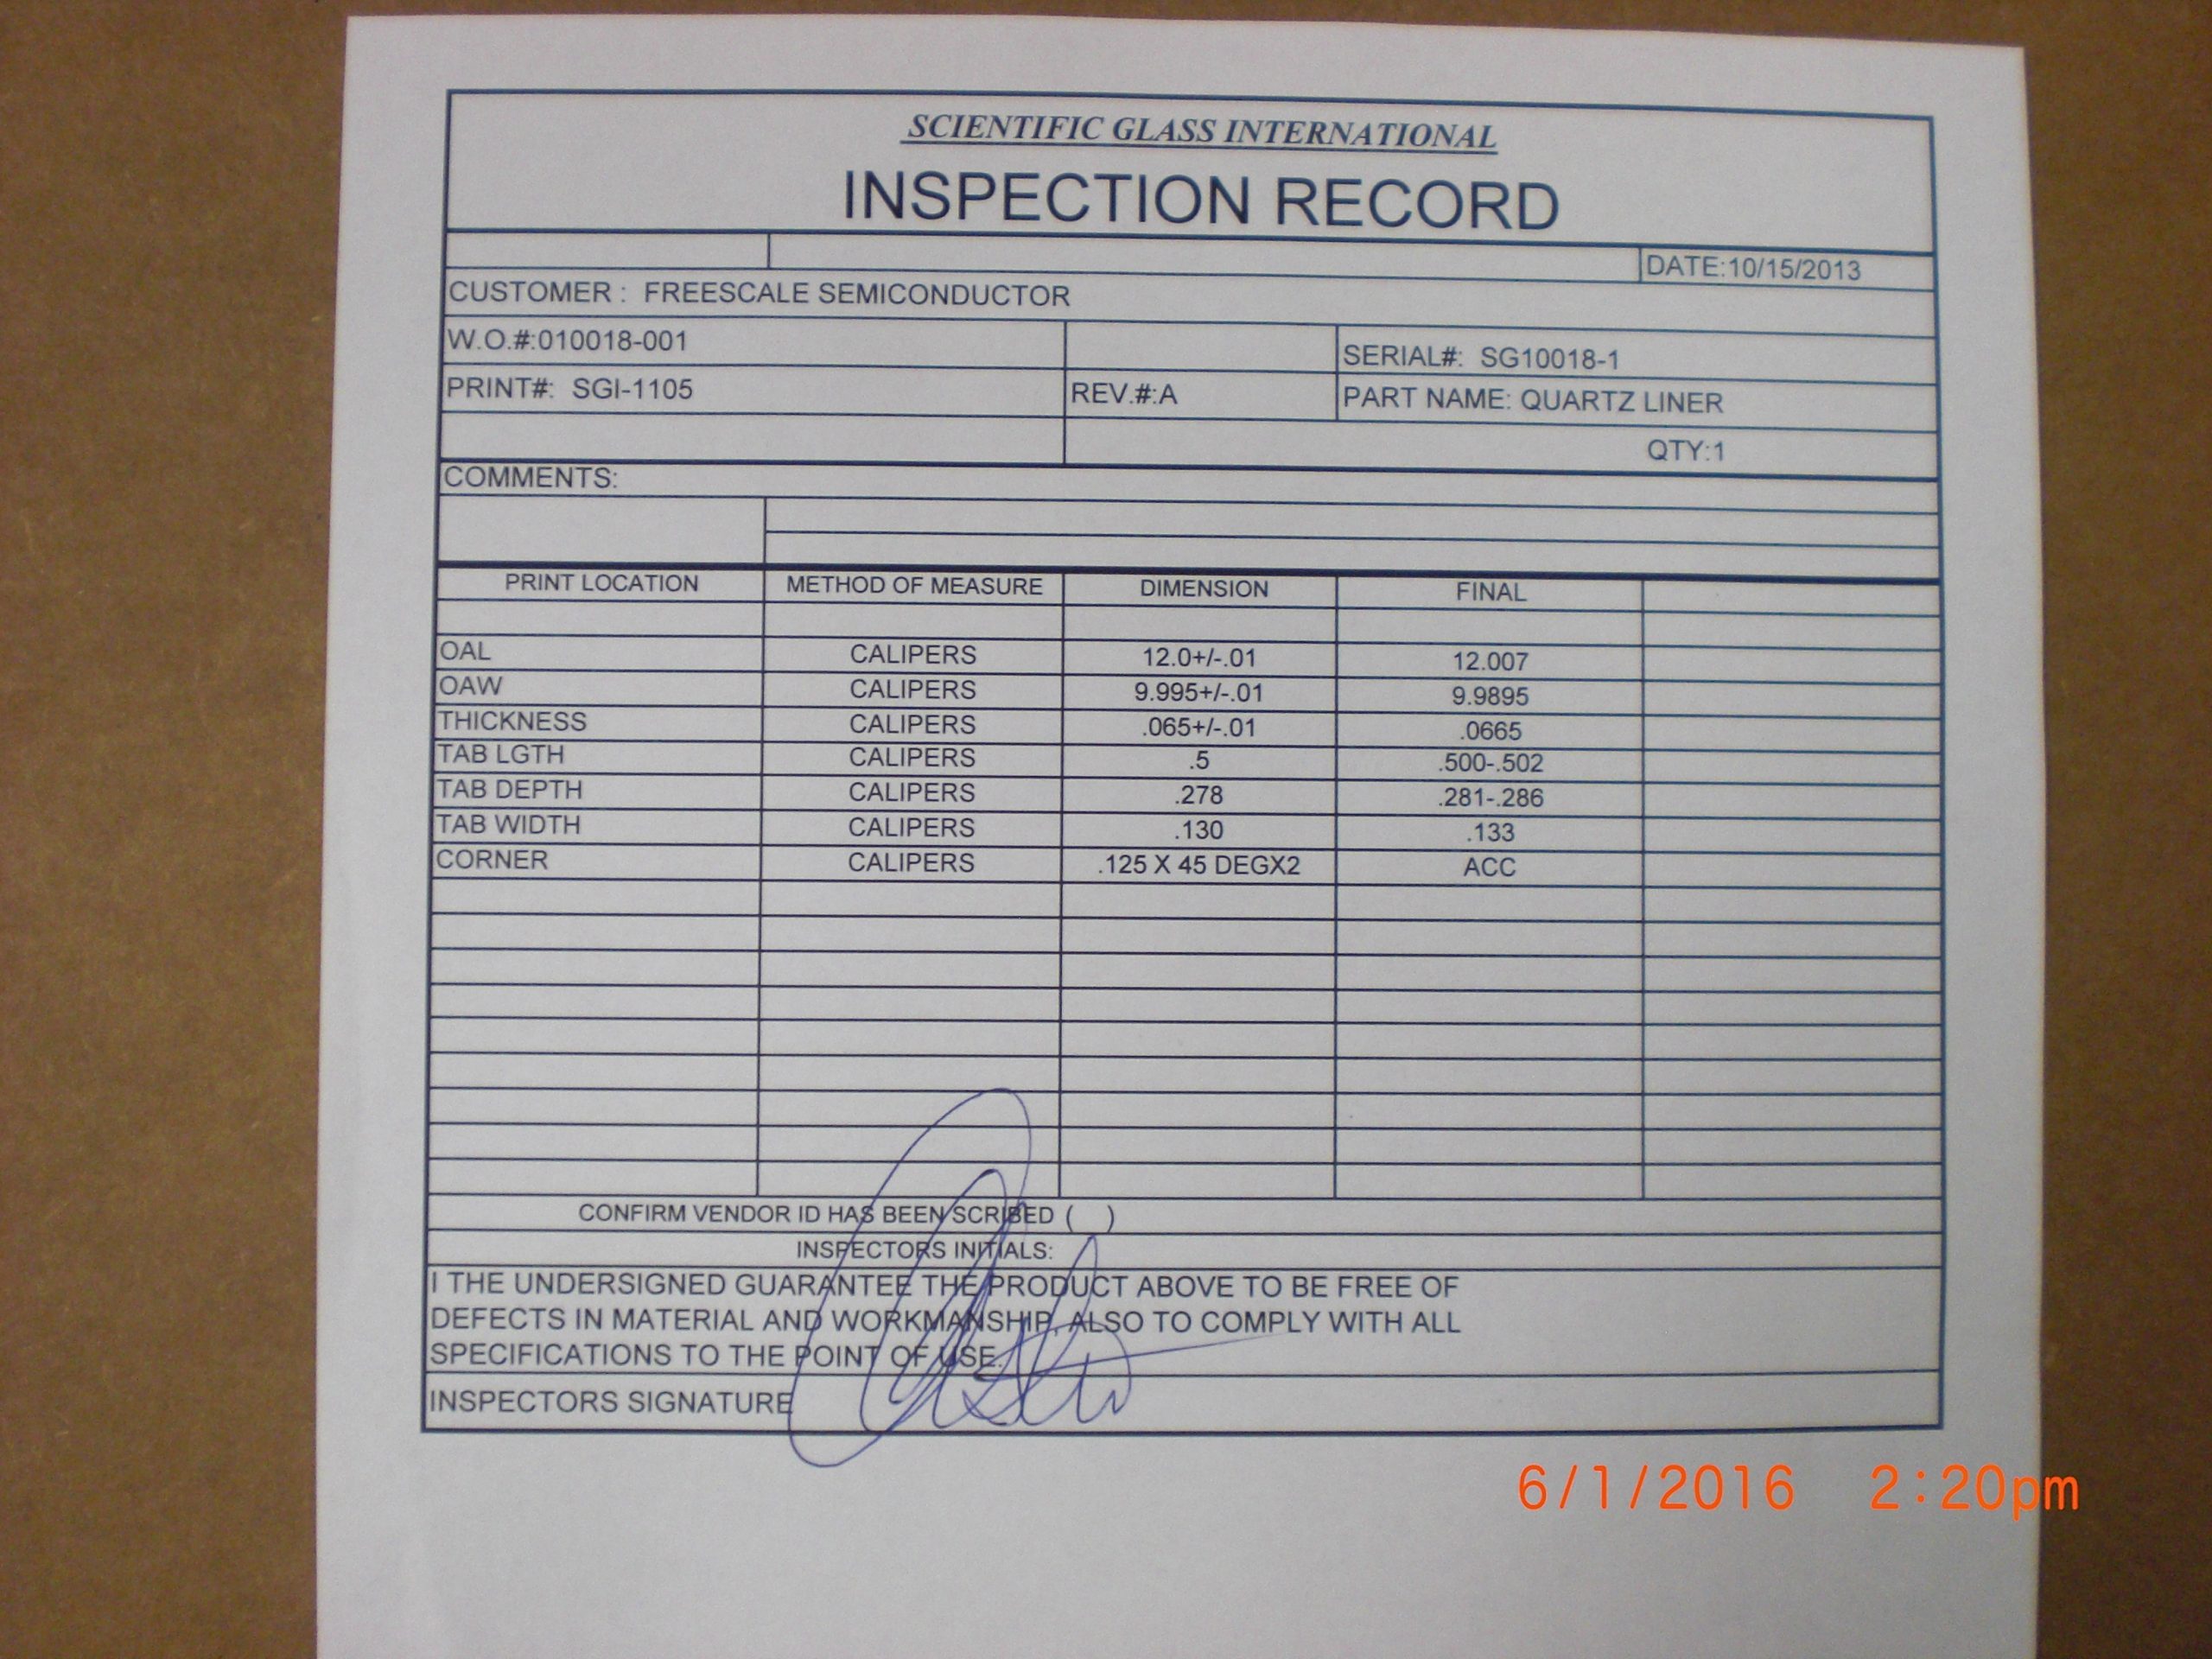 SCIENTIFIC GLASS INTERNATIONAL
INSPECTION RECORD
DATE:10/15/2013
CUSTOMER : FREESCALE SEMICONDUCTOR
W.O.#:010018-001 SERIAL#: SG10018-1
PRINT#: SGI-1105 REV.#:A PART NAME: QUARTZ LINER
QTY:1
COMMENTS:
PRINT LOCATION METHOD OF MEASURE DIMENSION FINAL
OAL CALIPERS 12.0+/-.01 12.007
OAW CALIPERS 9.995+/-.01 9.9895
THICKNESS CALIPERS .065+/-.01 .0665
TAB LGTH CALIPERS .5 .500-.502
TAB DEPTH CALIPERS .278 .281-.286
TAB WIDTH CALIPERS .130 .133
CORNER CALIPERS .125 X 45 DEGX2 ACC
CONFIRM VENDOR ID HAS BEEN SCRIBED ( )
INSPECTORS INITIALS:
I THE UNDERSIGNED GUARANTEE THE PRODUCT ABOVE TO BE FREE OF
DEFECTS IN MATERIAL AND WORKMANSHIP, ALSO TO COMPLY WITH ALL
SPECIFICATIONS TO THE POINT OF USE.
INSPECTORS SIGNATURE
6/1/2016 2:20pm